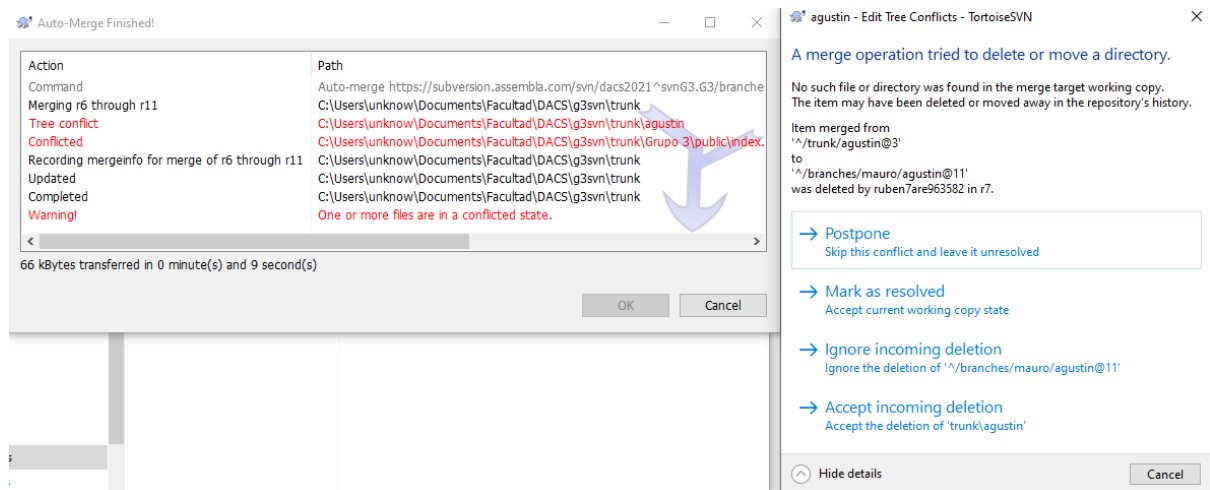 Auto-Merge Finished!
Action Path
Command Auto-merge https://subversion.assembla.com/svn/dacs2021^svnG3.G3/branche
Merging r6 through r11 C:\Users\unknow\Documents\Facultad\DACS\g3svn\trunk
Tree conflict C:\Users\unknow\Documents\Facultad\DACS\g3svn\trunk\agustin
Conflicted C:\Users\unknow\Documents\Facultad\DACS\g3svn\trunk\Grupo 3\public\index.
Recording mergeinfo for merge of r6 through r11 C:\Users\unknow\Documents\Facultad\DACS\g3svn\trunk
Updated C:\Users\unknow\Documents\Facultad\DACS\g3svn\trunk
Completed C:\Users\unknow\Documents\Facultad\DACS\g3svn\trunk
Warning! One or more files are in a conflicted state.
66 kBytes transferred in 0 minute(s) and 9 second(s)
OK Cancel
agustin - Edit Tree Conflicts - TortoiseSVN
A merge operation tried to delete or move a directory.
No such file or directory was found in the merge target working copy.
The item may have been deleted or moved away in the repository's history.
Item merged from
'^/trunk/agustin@3'
to
'^/branches/mauro/agustin@11'
was deleted by ruben7are963582 in r7.
Postpone
Skip this conflict and leave it unresolved
Mark as resolved
Accept current working copy state
Ignore incoming deletion
Ignore the deletion of '^/branches/mauro/agustin@11'
Accept incoming deletion
Accept the deletion of 'trunk\agustin'
Hide details Cancel